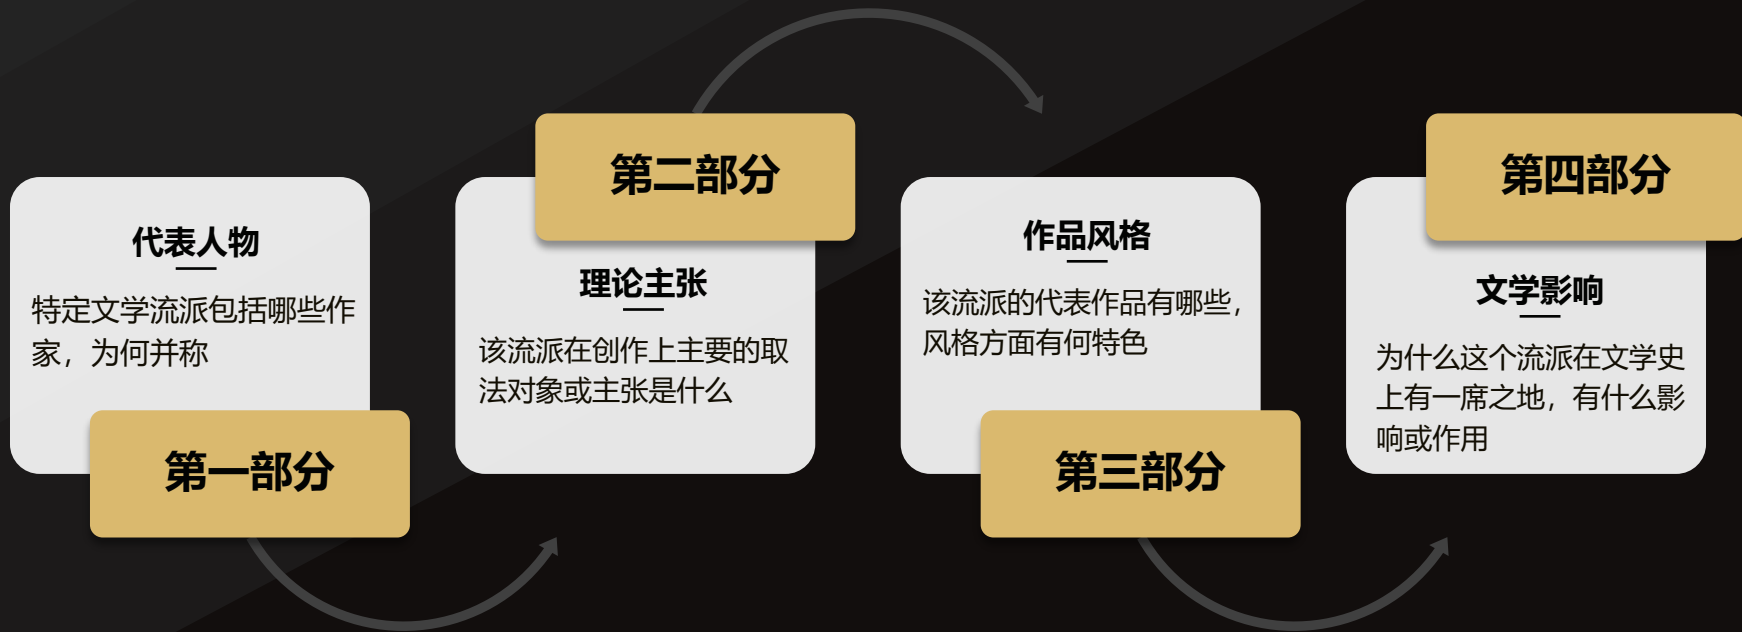 代表人物
特定文学流派包括哪些作
家，为何并称
第一部分
第二部分
理论主张
该流派在创作上主要的取
法对象或主张是什么
作品风格
该流派的代表作品有哪些，
风格方面有何特色
第三部分
第四部分
文学影响
为什么这个流派在文学史
上有一席之地，有什么影
响或作用